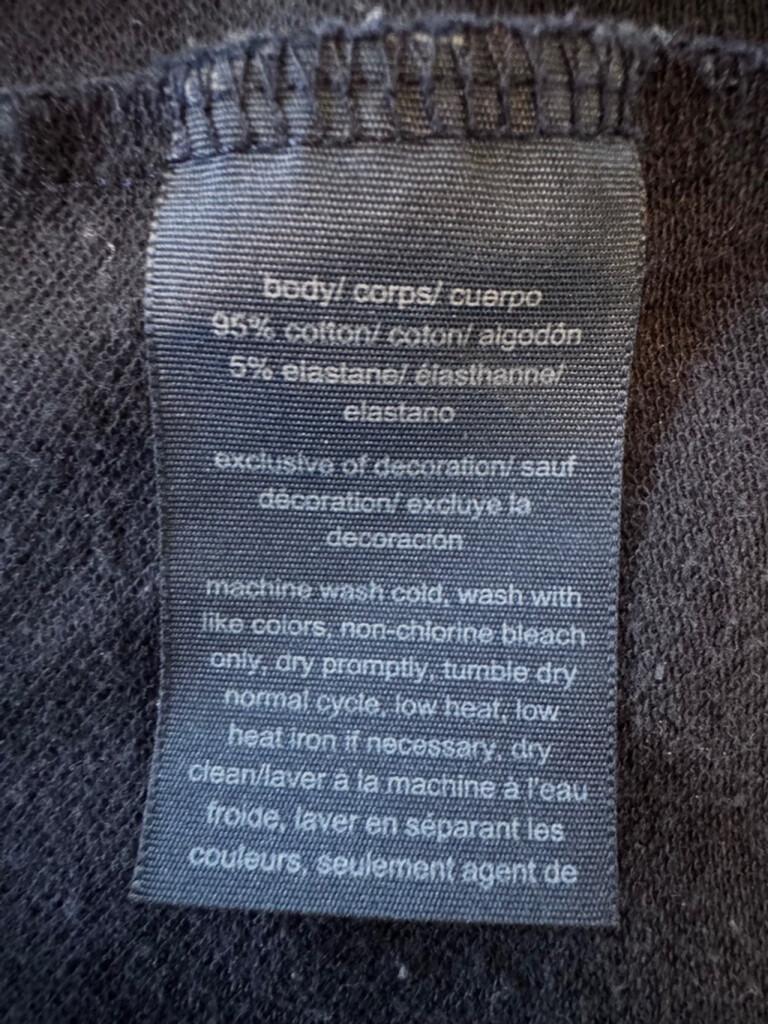 body/ corps/ cuerpo
95% cotton/ coton/ algodón
5% elastane/ élasthanne/
elastano
exclusive of decoration/ sauf
décoration/ excluye la
decoración
machine wash cold, wash with
like colors, non-chlorine bleach
only, dry promptly, tumble dry
normal cycle, low heat, low
heat iron if necessary, dry
clean/laver à la machine à l'eau
froide, laver en séparant les
couleurs, seulement agent de